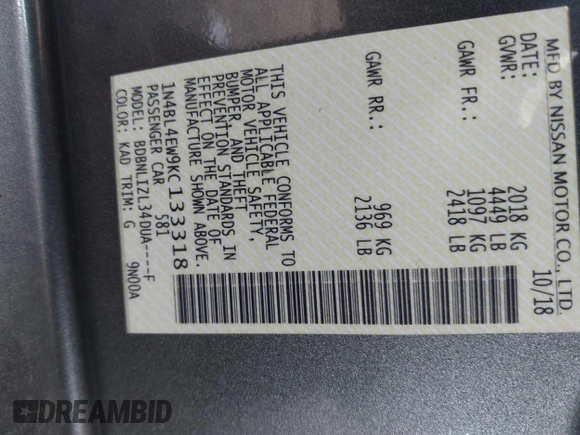 MFD BY NISSAN MOTOR CO., LTD.
DATE: 10/18
GVWR: 2018 KG
4449 LB
GAWR FR.: 1097 KG
2418 LB
GAWR RR.: 969 KG
2136 LB
THIS VEHICLE CONFORMS TO
ALL APPLICABLE FEDERAL
MOTOR VEHICLE SAFETY,
BUMPER, AND THEFT
PREVENTION STANDARDS IN
EFFECT ON THE DATE OF
MANUFACTURE SHOWN ABOVE.
1N4BL4EW9KC133318
PASSENGER CAR 581
MODEL: BDBNLIZL34DUA----F
COLOR: KAD TRIM: G 9N00A
DREAMBID